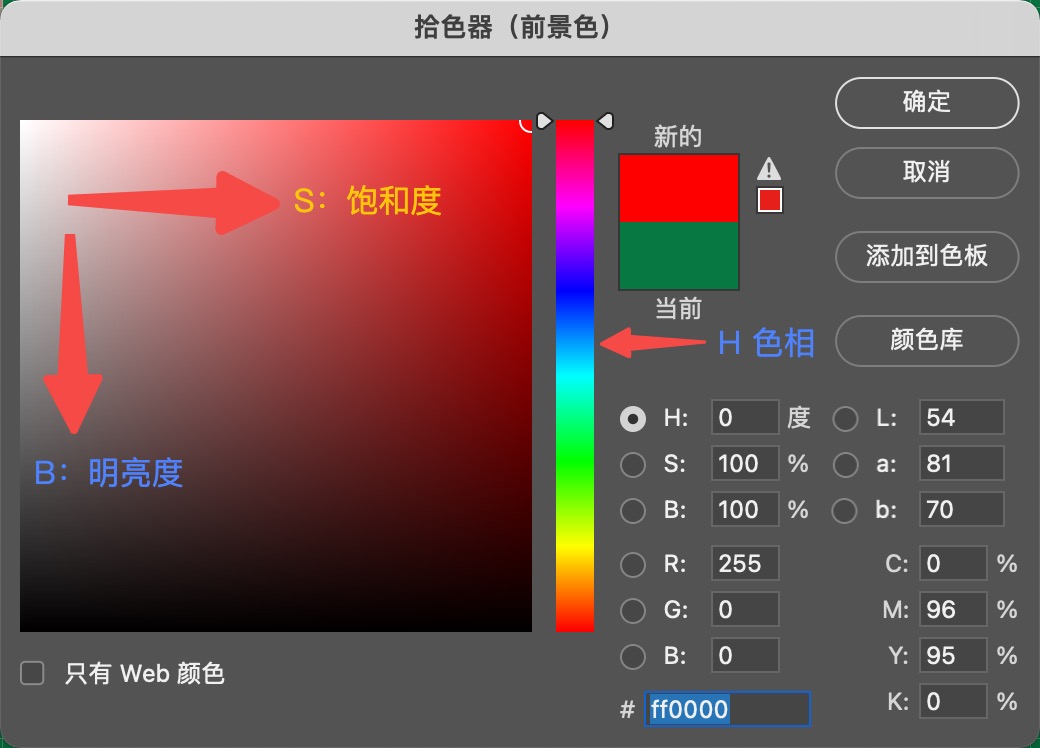 拾色器（前景色）
确定
新的
取消
S：饱和度
添加到色板
当前
H 色相
颜色库
H: 0 度
L: 54
S: 100 %
a: 81
B: 100 %
b: 70
B：明亮度
R: 255
C: 0 %
G: 0
M: 96 %
B: 0
Y: 95 %
只有 Web 颜色
# ff0000
K: 0 %